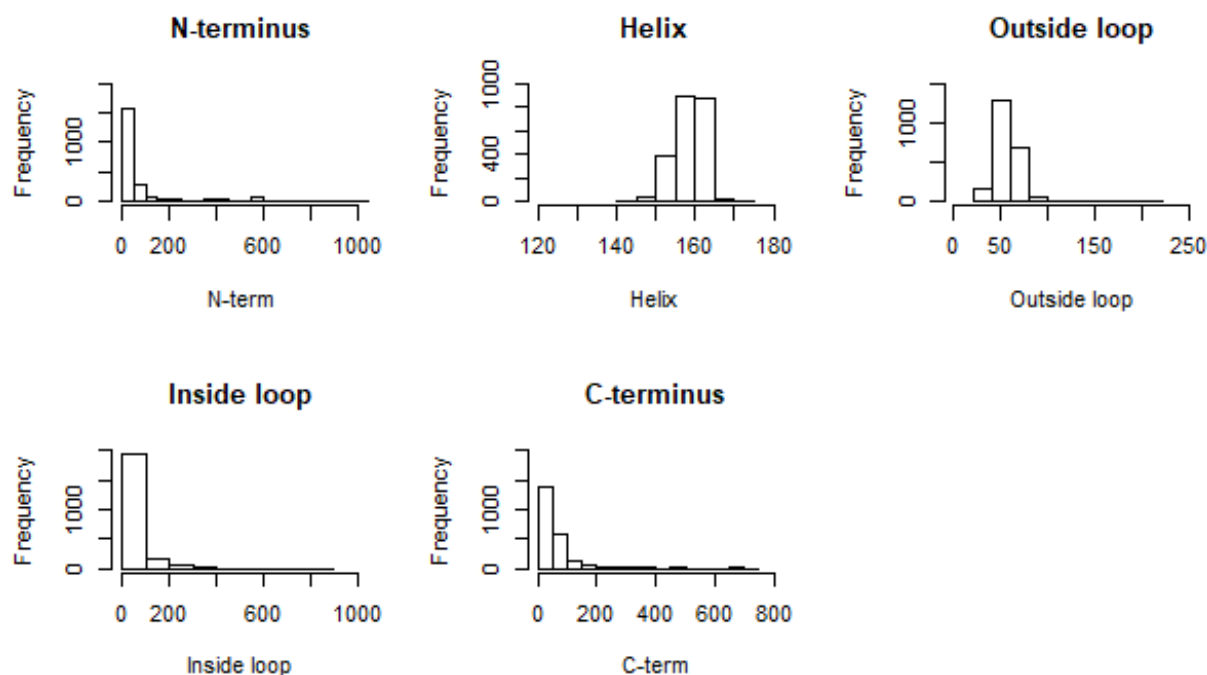 N-terminus
Frequency
0 1000
0 200 600 1000
N-term
Helix
Frequency
0 400 1000
120 140 160 180
Helix
Outside loop
Frequency
0 1000
0 50 150 250
Outside loop
Inside loop
Frequency
0 1000
0 200 600 1000
Inside loop
C-terminus
Frequency
0 1000
0 200 400 600 800
C-term